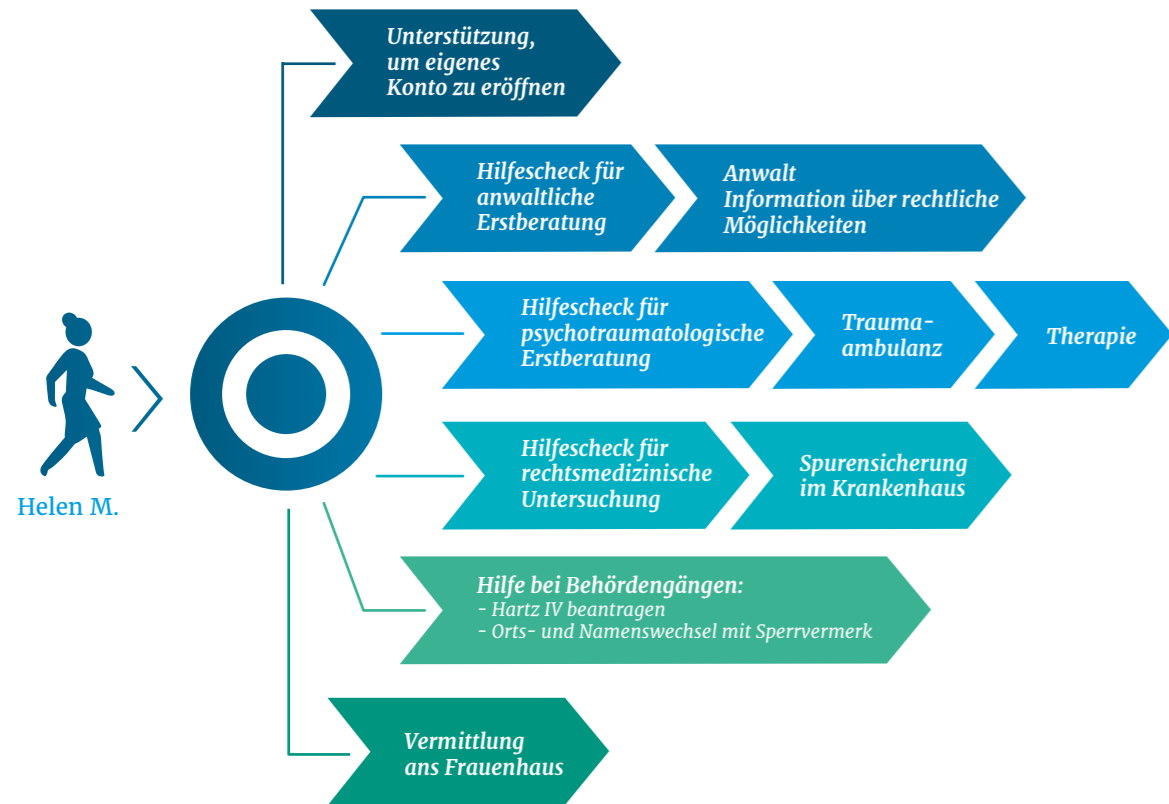 Unterstützung,
um eigenes
Konto zu eröffnen
Hilfescheck für
anwaltliche
Erstberatung
Anwalt
Information über rechtliche
Möglichkeiten
Hilfescheck für
psychotraumatologische
Erstberatung
Trauma-
ambulanz
Therapie
Helen M.
Hilfescheck für
rechtsmedizinische
Untersuchung
Spurensicherung
im Krankenhaus
Hilfe bei Behördengängen:
- Hartz IV beantragen
- Orts- und Namenswechsel mit Sperrvermerk
Vermittlung
ans Frauenhaus